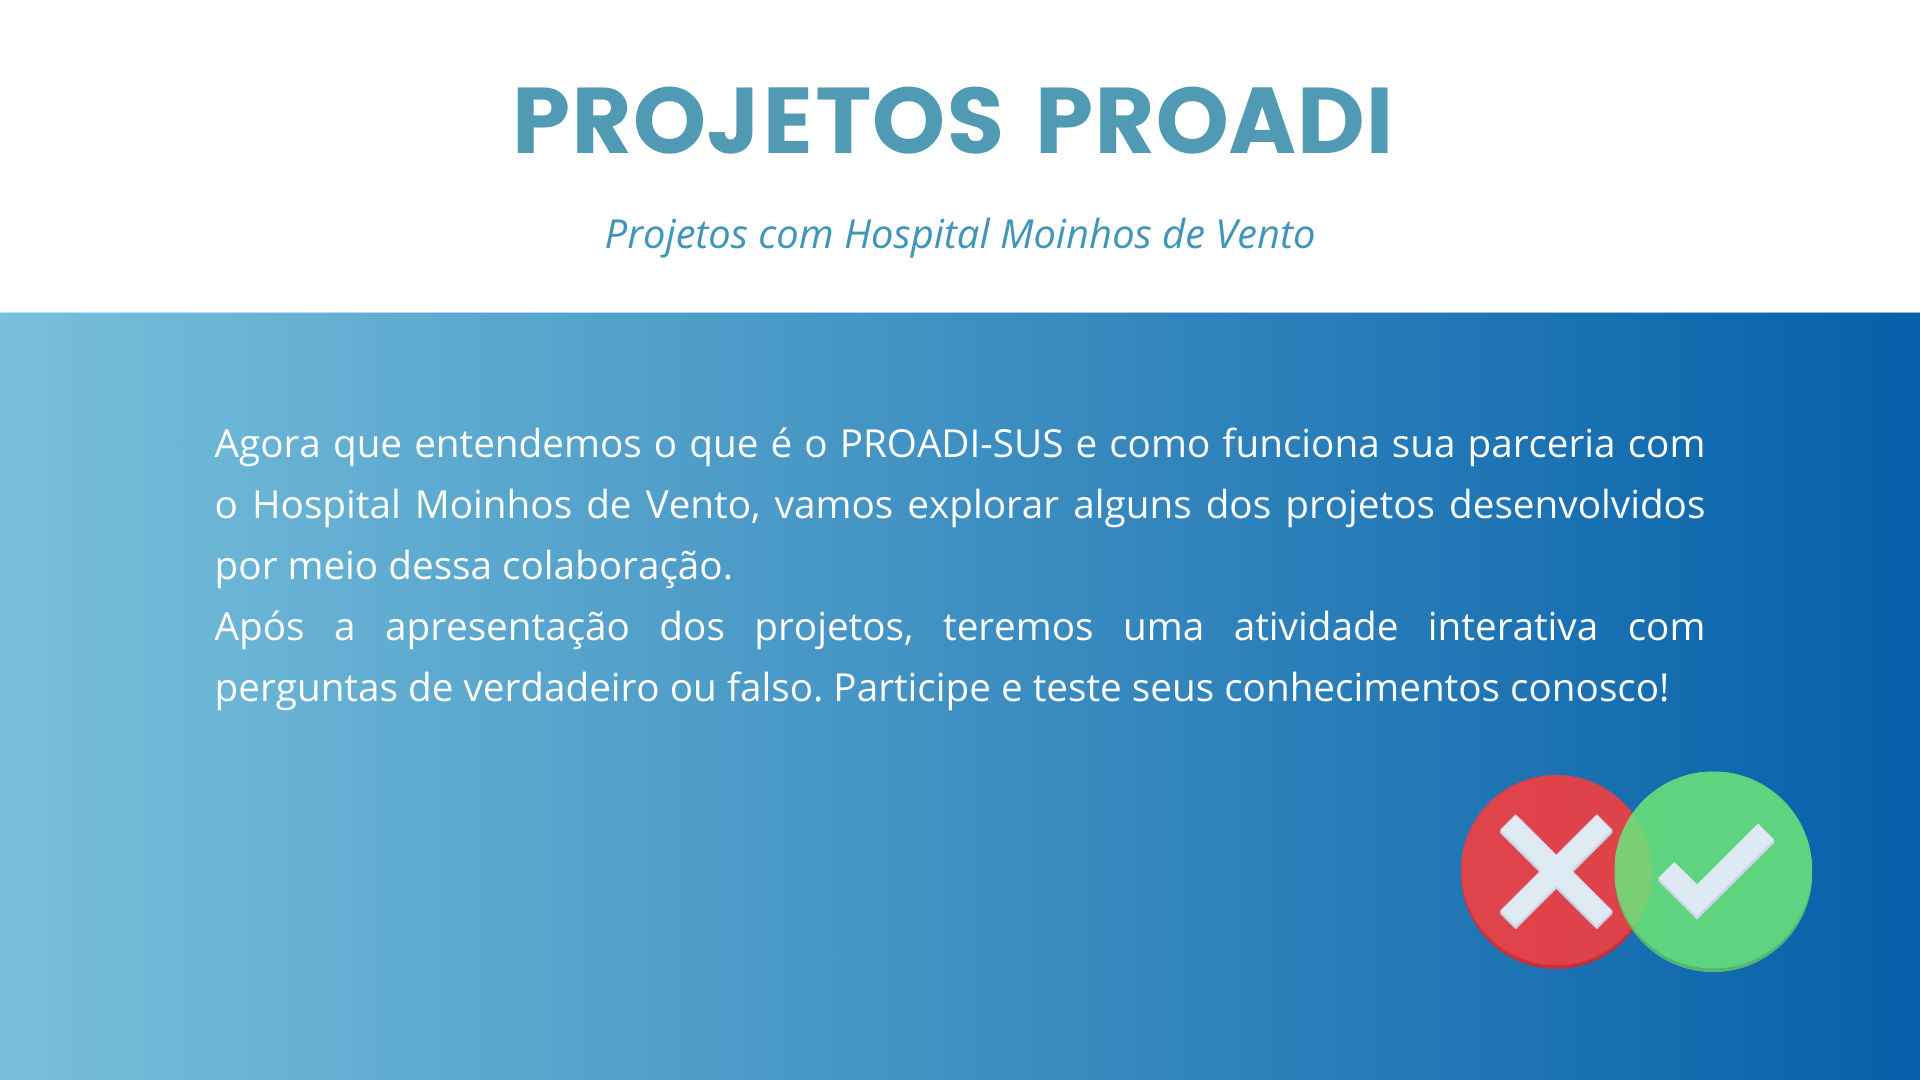 PROJETOS PROADI
Projetos com Hospital Moinhos de Vento
Agora que entendemos o que é o PROADI-SUS e como funciona sua parceria com
o Hospital Moinhos de Vento, vamos explorar alguns dos projetos desenvolvidos
por meio dessa colaboração.
Após a apresentação dos projetos, teremos uma atividade interativa com
perguntas de verdadeiro ou falso. Participe e teste seus conhecimentos conosco!